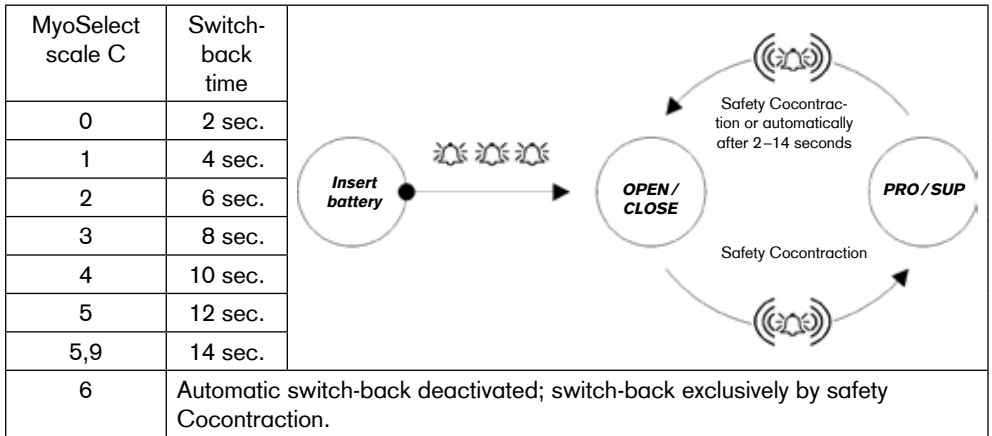 MyoSelect
scale C
Switch-
back
time
0
2 sec.
1
4 sec.
2
6 sec.
3
8 sec.
4
10 sec.
5
12 sec.
5,9
14 sec.
Insert
battery
OPEN/
CLOSE
Safety Cocontrac-
tion or automatically
after 2–14 seconds
PRO/SUP
Safety Cocontraction
6
Automatic switch-back deactivated; switch-back exclusively by safety
Cocontraction.